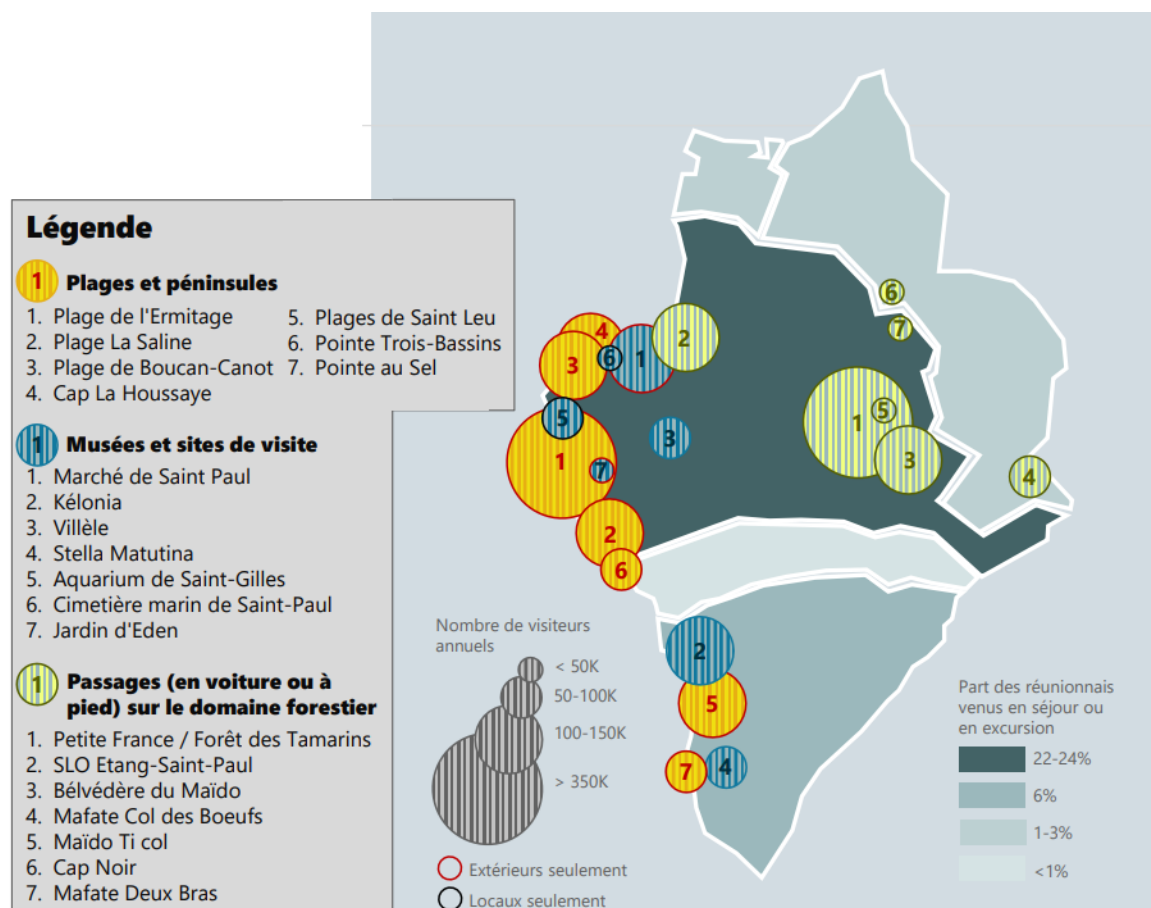 Légende
1 Plages et péninsules
1. Plage de l'Ermitage
2. Plage La Saline
3. Plage de Boucan-Canot
4. Cap La Houssaye
5. Plages de Saint Leu
6. Pointe Trois-Bassins
7. Pointe au Sel
1 Musées et sites de visite
1. Marché de Saint Paul
2. Kélonia
3. Villèle
4. Stella Matutina
5. Aquarium de Saint-Gilles
6. Cimetière marin de Saint-Paul
7. Jardin d'Eden
1 Passages (en voiture ou à
pied) sur le domaine forestier
1. Petite France / Forêt des Tamarins
2. SLO Etang-Saint-Paul
3. Bélvédère du Maïdo
4. Mafate Col des Boeufs
5. Maïdo Ti col
6. Cap Noir
7. Mafate Deux Bras
6
7
4
2
3
6
1
5
1
5
3
1
3
7
4
2
6
2
5
7
4
Nombre de visiteurs
annuels
< 50K
50-100K
100-150K
> 350K
Extérieurs seulement
Locaux seulement
Part des réunionnais
venus en séjour ou
en excursion
22-24%
6%
1-3%
<1%